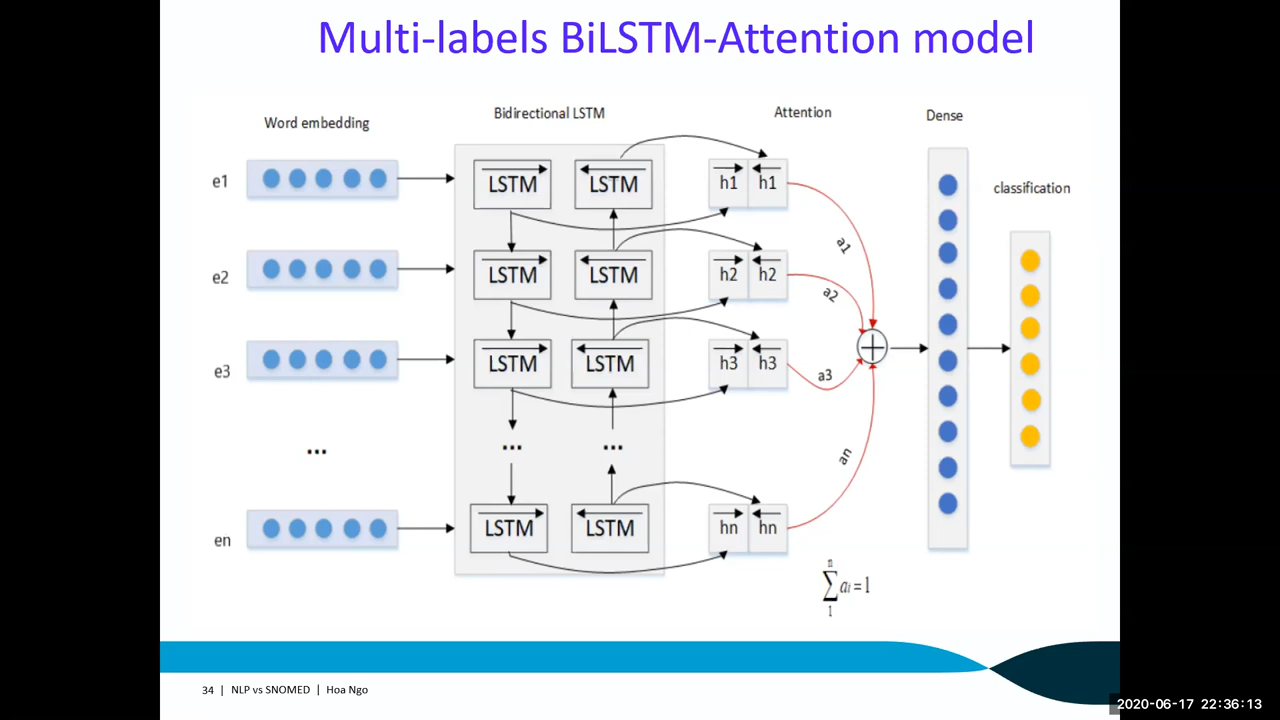 Multi-labels BiLSTM-Attention model
Word embedding
Bidirectional LSTM
Attention
Dense
classification
e1
LSTM
LSTM
h1
h1
a1
e2
LSTM
LSTM
h2
h2
a2
e3
LSTM
LSTM
h3
h3
a3
...
...
...
an
en
LSTM
LSTM
hn
hn
n
∑ ai = 1
1
34 | NLP vs SNOMED | Hoa Ngo
2020-06-17 22:36:13